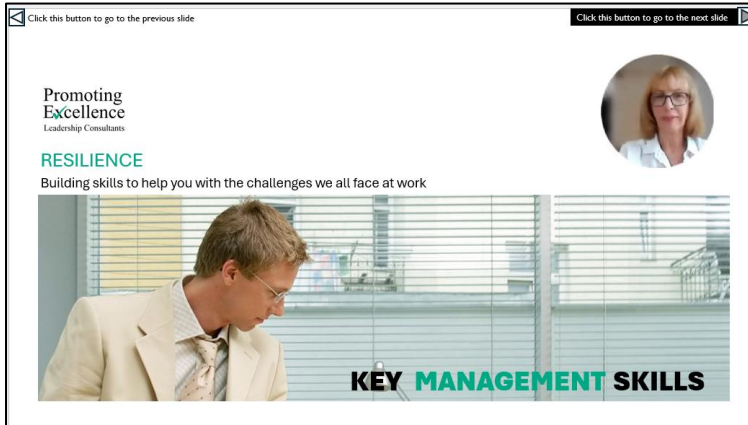 Click this button to go to the previous slide
Click this button to go to the next slide
Promoting
Excellence
Leadership Consultants
RESILIENCE
Building skills to help you with the challenges we all face at work
KEY MANAGEMENT SKILLS